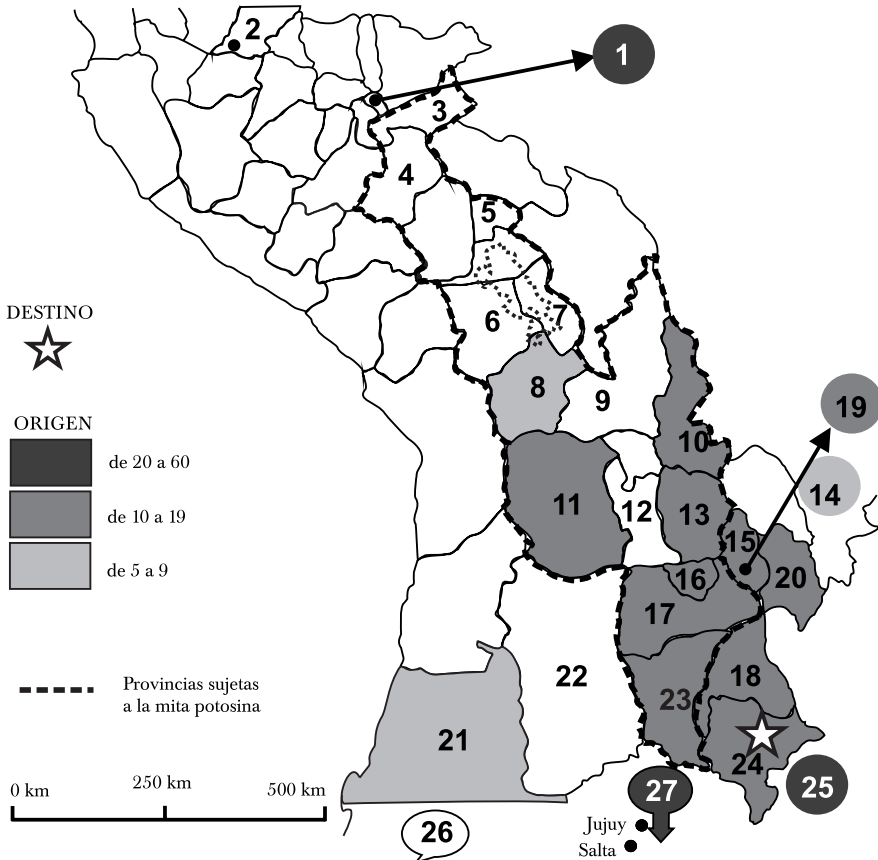 2
1
3
4
5
DESTINO
6
7
8
9
19
ORIGEN
de 20 a 60
10
14
de 10 a 19
11
12
13
15
de 5 a 9
16
20
17
Provincias sujetas
a la mita potosina
22
23
18
21
24
0 km
250 km
500 km
27
25
26
Jujuy
Salta